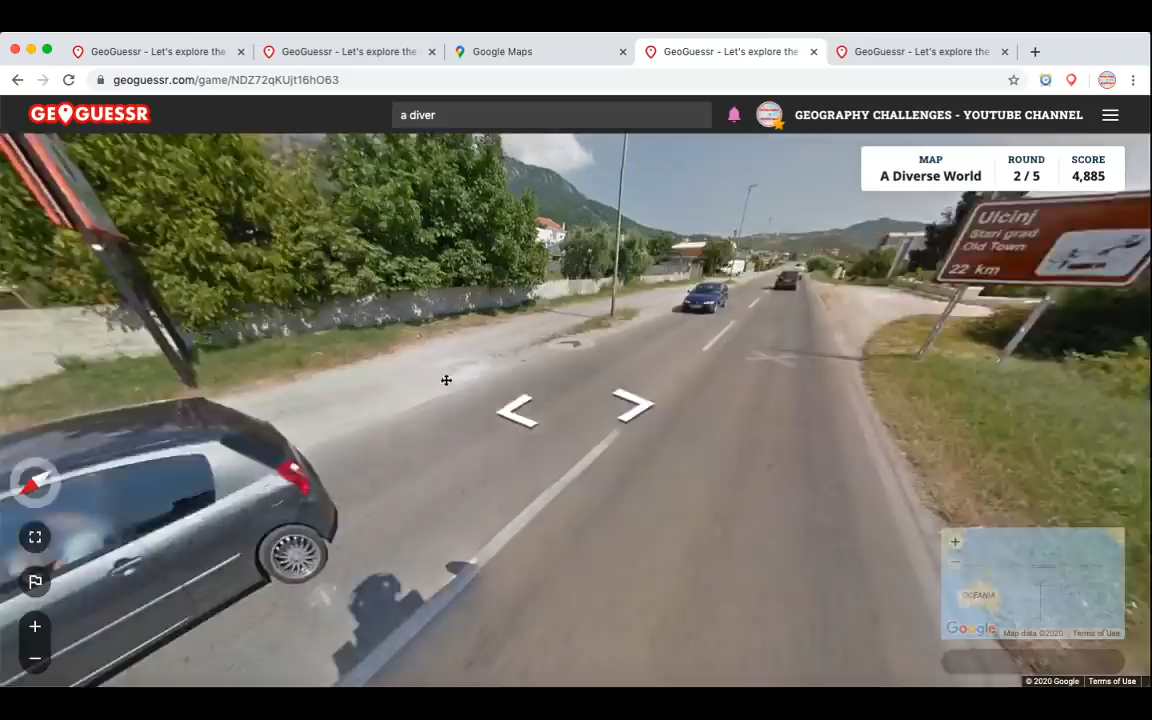 GeoGuessr - Let's explore the
GeoGuessr - Let's explore the
Google Maps
GeoGuessr - Let's explore the
GeoGuessr - Let's explore the
geoguessr.com/game/NDZ72qKUjt16hO63
GEOGUESSR
a diver
GEOGRAPHY CHALLENGES - YOUTUBE CHANNEL
MAP ROUND SCORE
A Diverse World 2 / 5 4,885
Ulcinj
Stari grad
Old Town
22 km
OCEANIA
Google Map data ©2020 Terms of Use
© 2020 Google Terms of Use